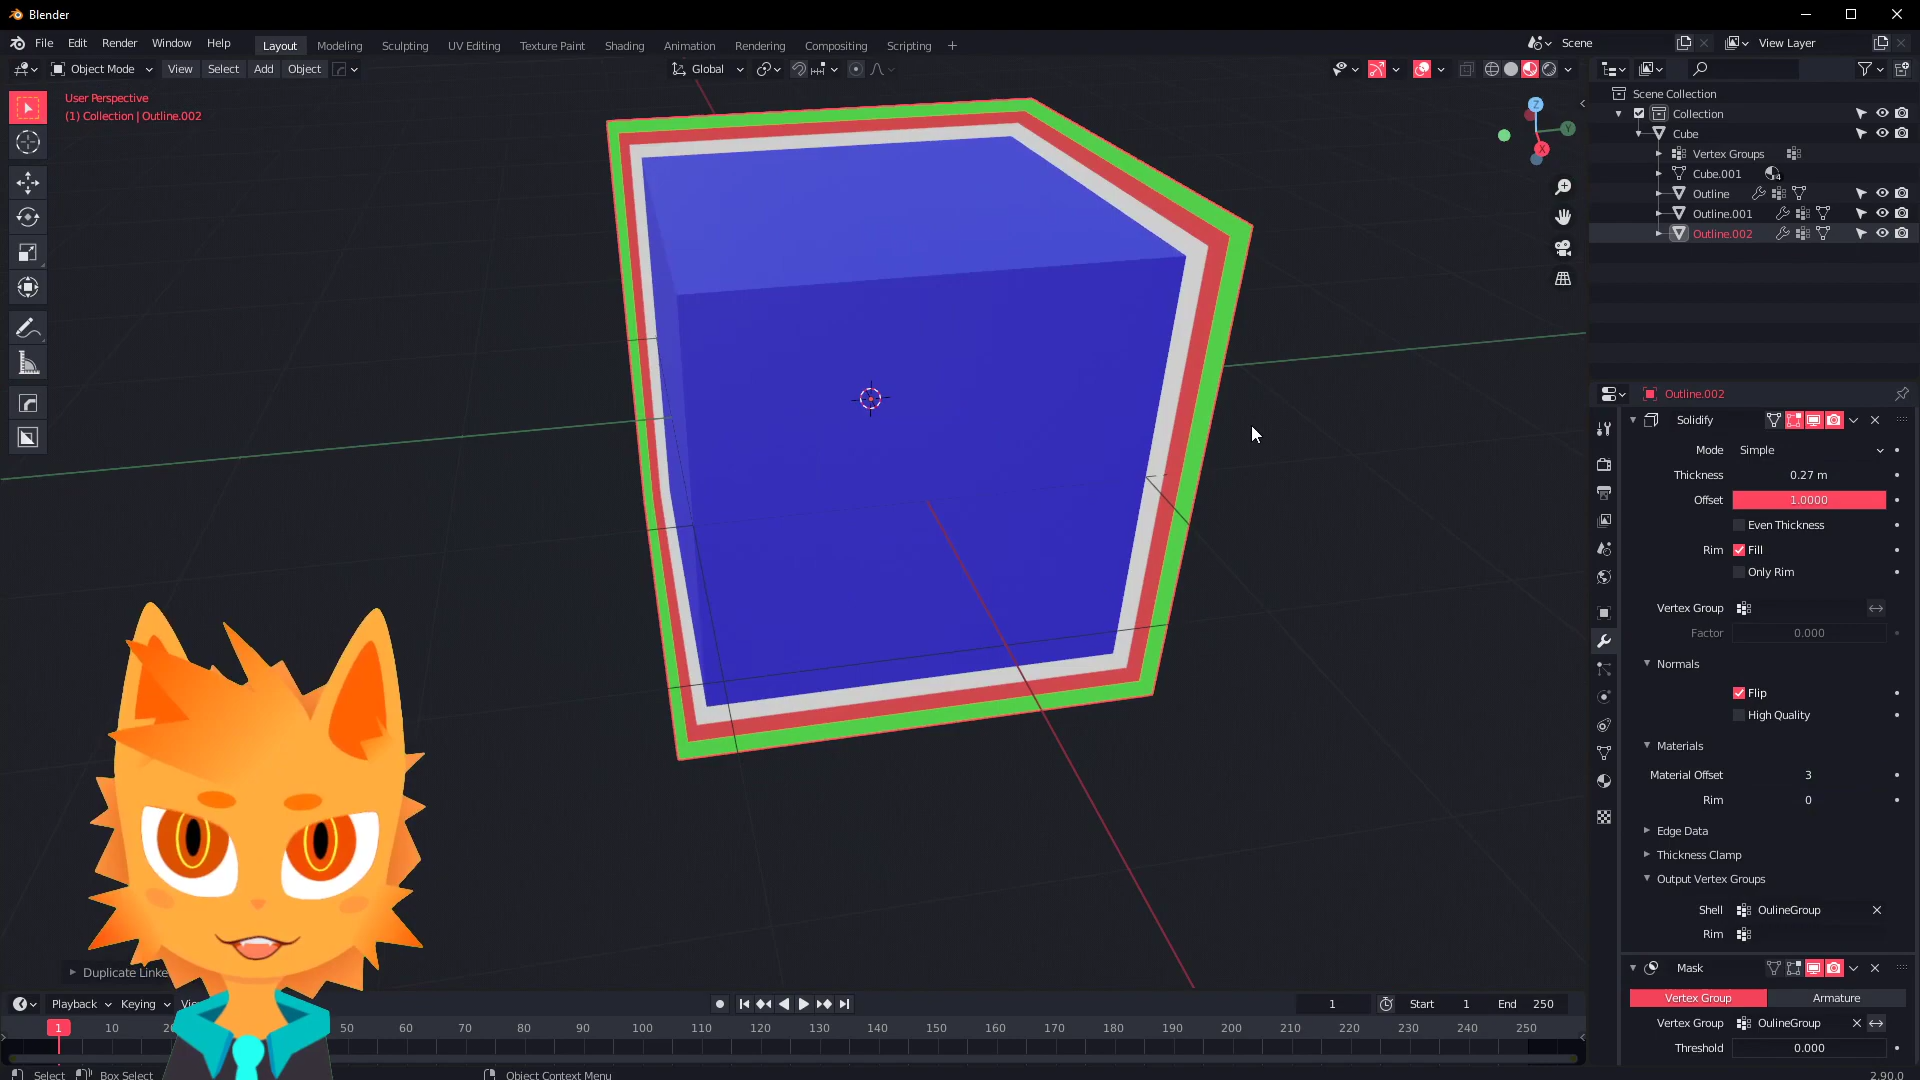 Blender
File Edit Render Window Help
Layout Modeling Sculpting UV Editing Texture Paint Shading Animation Rendering Compositing Scripting
Scene
View Layer
Object Mode View Select Add Object
Global
User Perspective
(1) Collection | Outline.002
Z
Y
X
Scene Collection
Collection
Cube
Vertex Groups
Cube.001
4
Outline
Outline.001
Outline.002
Outline.002
Solidify
Mode Simple
Thickness 0.27 m
Offset 1.0000
Even Thickness
Rim Fill
Only Rim
Vertex Group
Factor 0.000
Normals
Flip
High Quality
Materials
Material Offset 3
Rim 0
Edge Data
Thickness Clamp
Output Vertex Groups
Shell OulineGroup
Rim
Mask
Vertex Group Armature
Vertex Group OulineGroup
Threshold 0.000
Duplicate Linke
Playback Keying Vi
1 Start 1 End 250
1 10 50 60 70 80 90 100 110 120 130 140 150 160 170 180 190 200 210 220 230 240 250
Select Box Select Object Context Menu 2.90.0